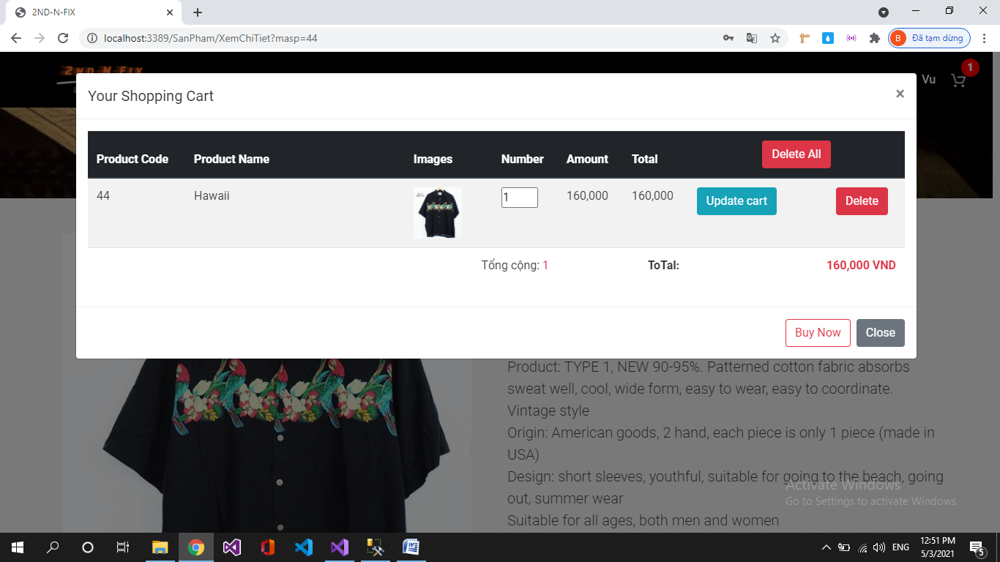 2ND-N-FIX
localhost:3389/SanPham/XemChiTiet?masp=44
B Đã tạm dừng
2ND N FIX
Vu 1
Your Shopping Cart ×
Product Code Product Name Images Number Amount Total Delete All
44 Hawaii 1 160,000 160,000 Update cart Delete
Tổng cộng: 1 ToTal: 160,000 VND
Buy Now Close
Product: TYPE 1, NEW 90-95%. Patterned cotton fabric absorbs
sweat well, cool, wide form, easy to wear, easy to coordinate.
Vintage style
Origin: American goods, 2 hand, each piece is only 1 piece (made in
USA)
Design: short sleeves, youthful, suitable for going to the beach, going
out, summer wear
Suitable for all ages, both men and women
Activate Windows
Go to Settings to activate Windows.
ENG
12:51 PM
5/3/2021
5